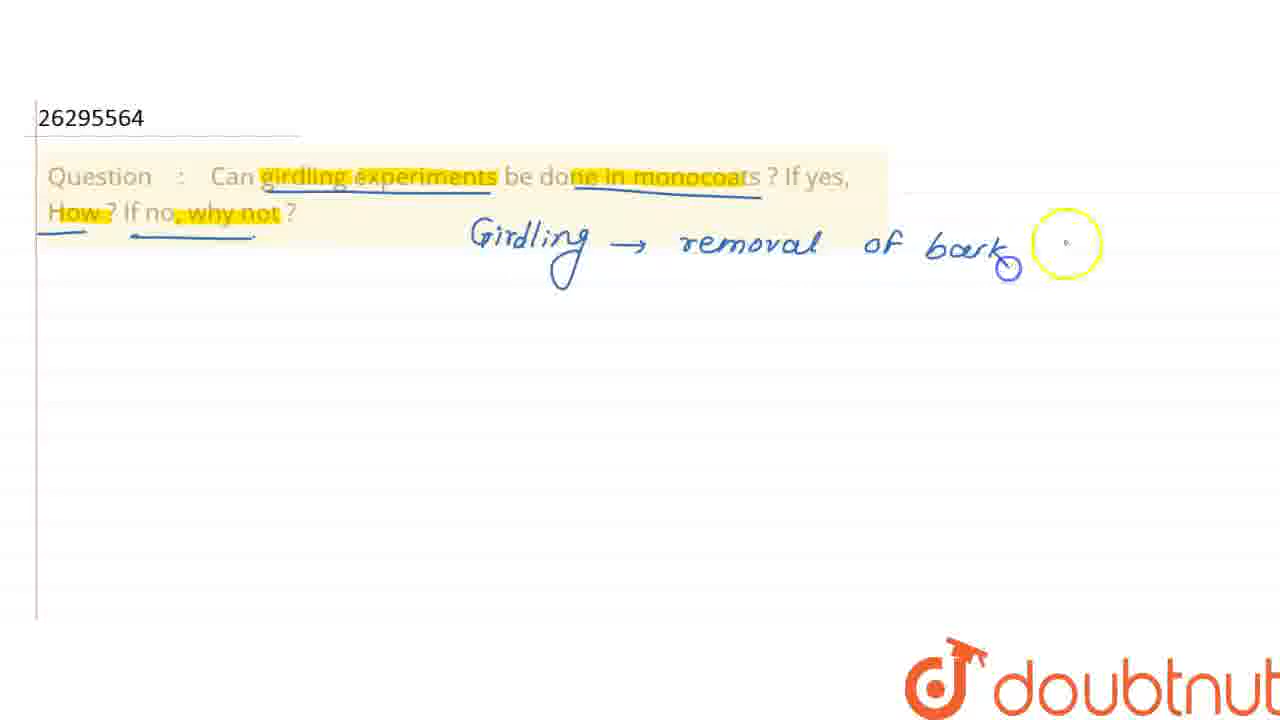 26295564
Question : Can girdling experiments be done in monocoats ? If yes,
How ? If no, why not ?
Girdling → removal of bark
doubtnut